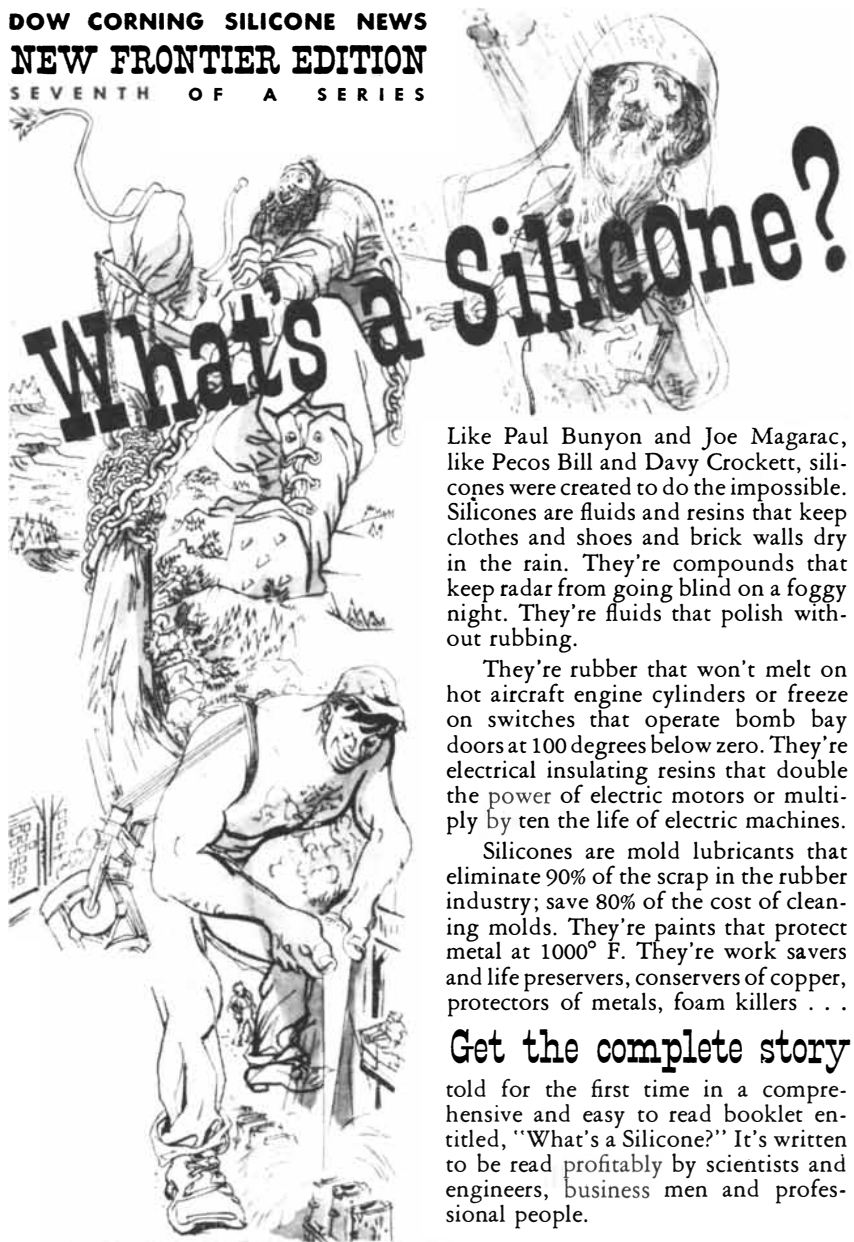 DOW CORNING SILICONE NEWS
NEW FRONTIER EDITION
SEVENTH OF A SERIES
What's a Silicone?
Like Paul Bunyon and Joe Magarac,
like Pecos Bill and Davy Crockett, sili-
cones were created to do the impossible.
Silicones are fluids and resins that keep
clothes and shoes and brick walls dry
in the rain. They're compounds that
keep radar from going blind on a foggy
night. They're fluids that polish with-
out rubbing.
They're rubber that won't melt on
hot aircraft engine cylinders or freeze
on switches that operate bomb bay
doors at 100 degrees below zero. They're
electrical insulating resins that double
the power of electric motors or multi-
ply by ten the life of electric machines.
Silicones are mold lubricants that
eliminate 90% of the scrap in the rubber
industry; save 80% of the cost of clean-
ing molds. They're paints that protect
metal at 1000° F. They're work savers
and life preservers, conservers of copper,
protectors of metals, foam killers . . .
Get the complete story
told for the first time in a compre-
hensive and easy to read booklet en-
titled, "What's a Silicone?" It's written
to be read profitably by scientists and
engineers, business men and profes-
sional people.